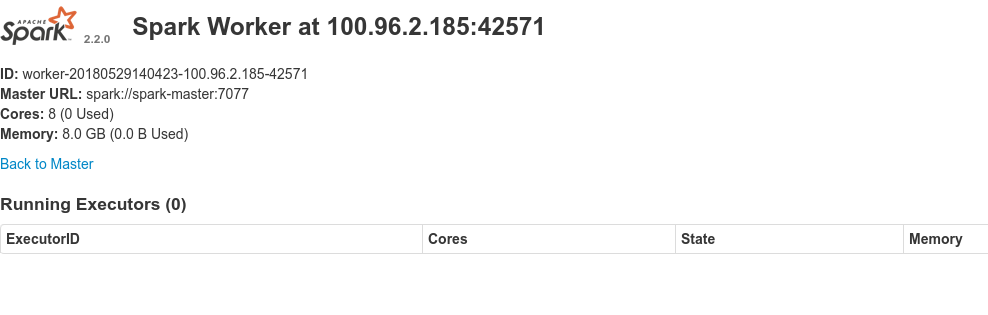 APACHE
Spark 2.2.0 Spark Worker at 100.96.2.185:42571
ID: worker-20180529140423-100.96.2.185-42571
Master URL: spark://spark-master:7077
Cores: 8 (0 Used)
Memory: 8.0 GB (0.0 B Used)
Back to Master
Running Executors (0)
ExecutorID Cores State Memory